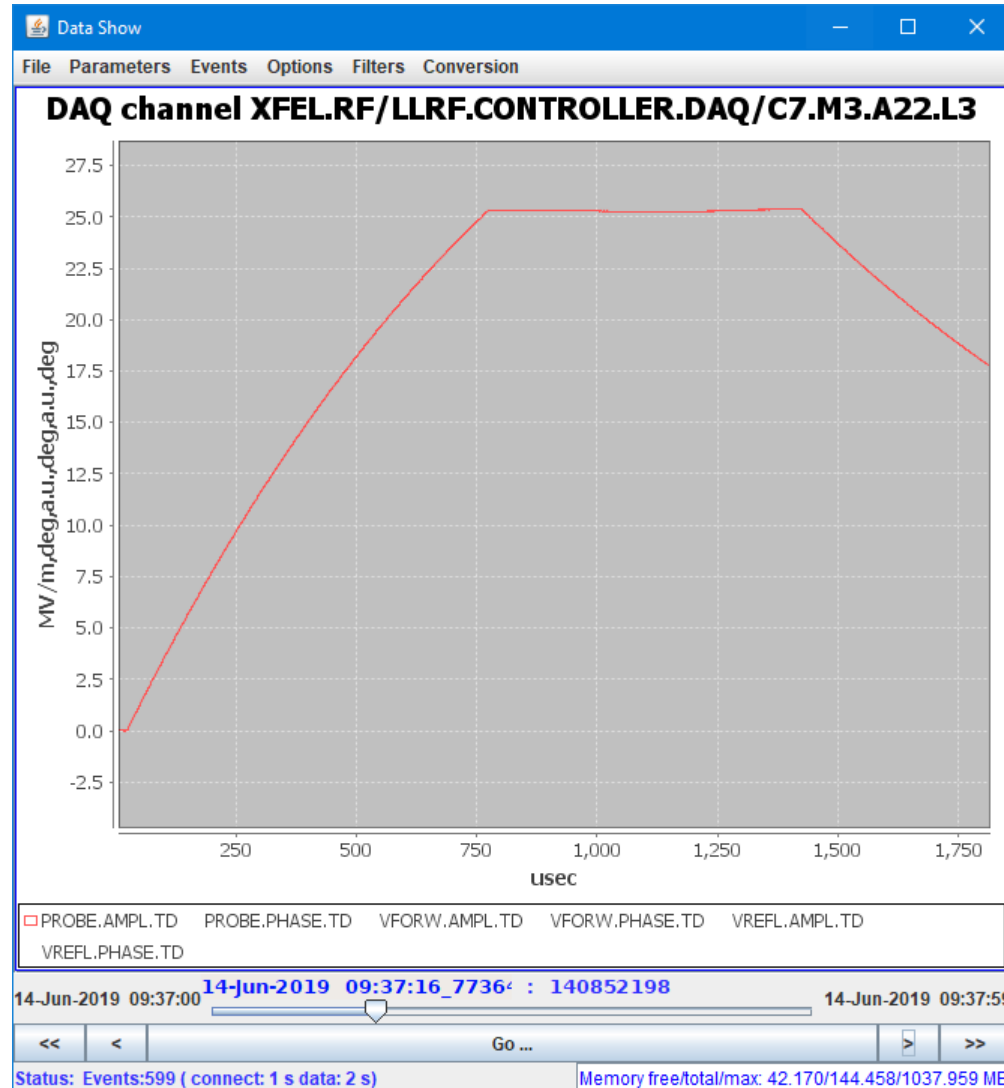 Data Show
File Parameters Events Options Filters Conversion
DAQ channel XFEL.RF/LLRF.CONTROLLER.DAQ/C7.M3.A22.L3
27.5
25.0
22.5
20.0
17.5
15.0
12.5
10.0
7.5
5.0
2.5
0.0
-2.5
MV/m,deg,a.u.,deg,a.u.,deg
250 500 750 1,000 1,250 1,500 1,750
usec
PROBE.AMPL.TD PROBE.PHASE.TD VFORW.AMPL.TD VFORW.PHASE.TD VREFL.AMPL.TD
VREFL.PHASE.TD
14-Jun-2019 09:37:00 14-Jun-2019 09:37:16_7736 : 140852198 14-Jun-2019 09:37:59
<< < Go ... > >>
Status: Events:599 ( connect: 1 s data: 2 s) Memory free/total/max: 42.170/144.458/1037.959 MB